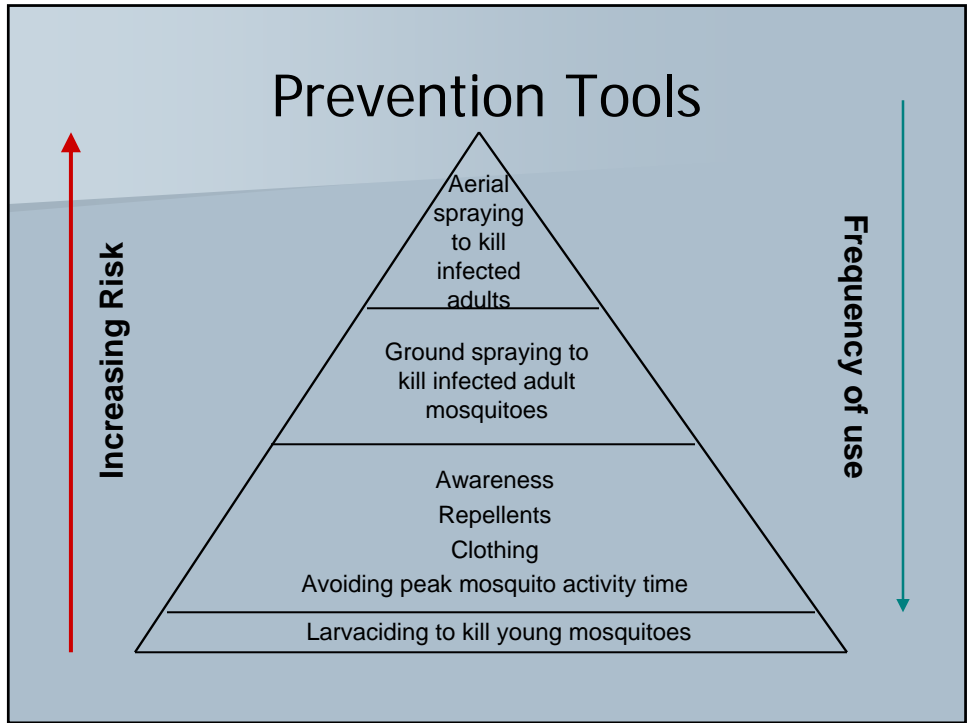 Prevention Tools
Increasing Risk
Aerial
spraying
to kill
infected
adults
Ground spraying to
kill infected adult
mosquitoes
Awareness
Repellents
Clothing
Avoiding peak mosquito activity time
Larvaciding to kill young mosquitoes
Frequency of use